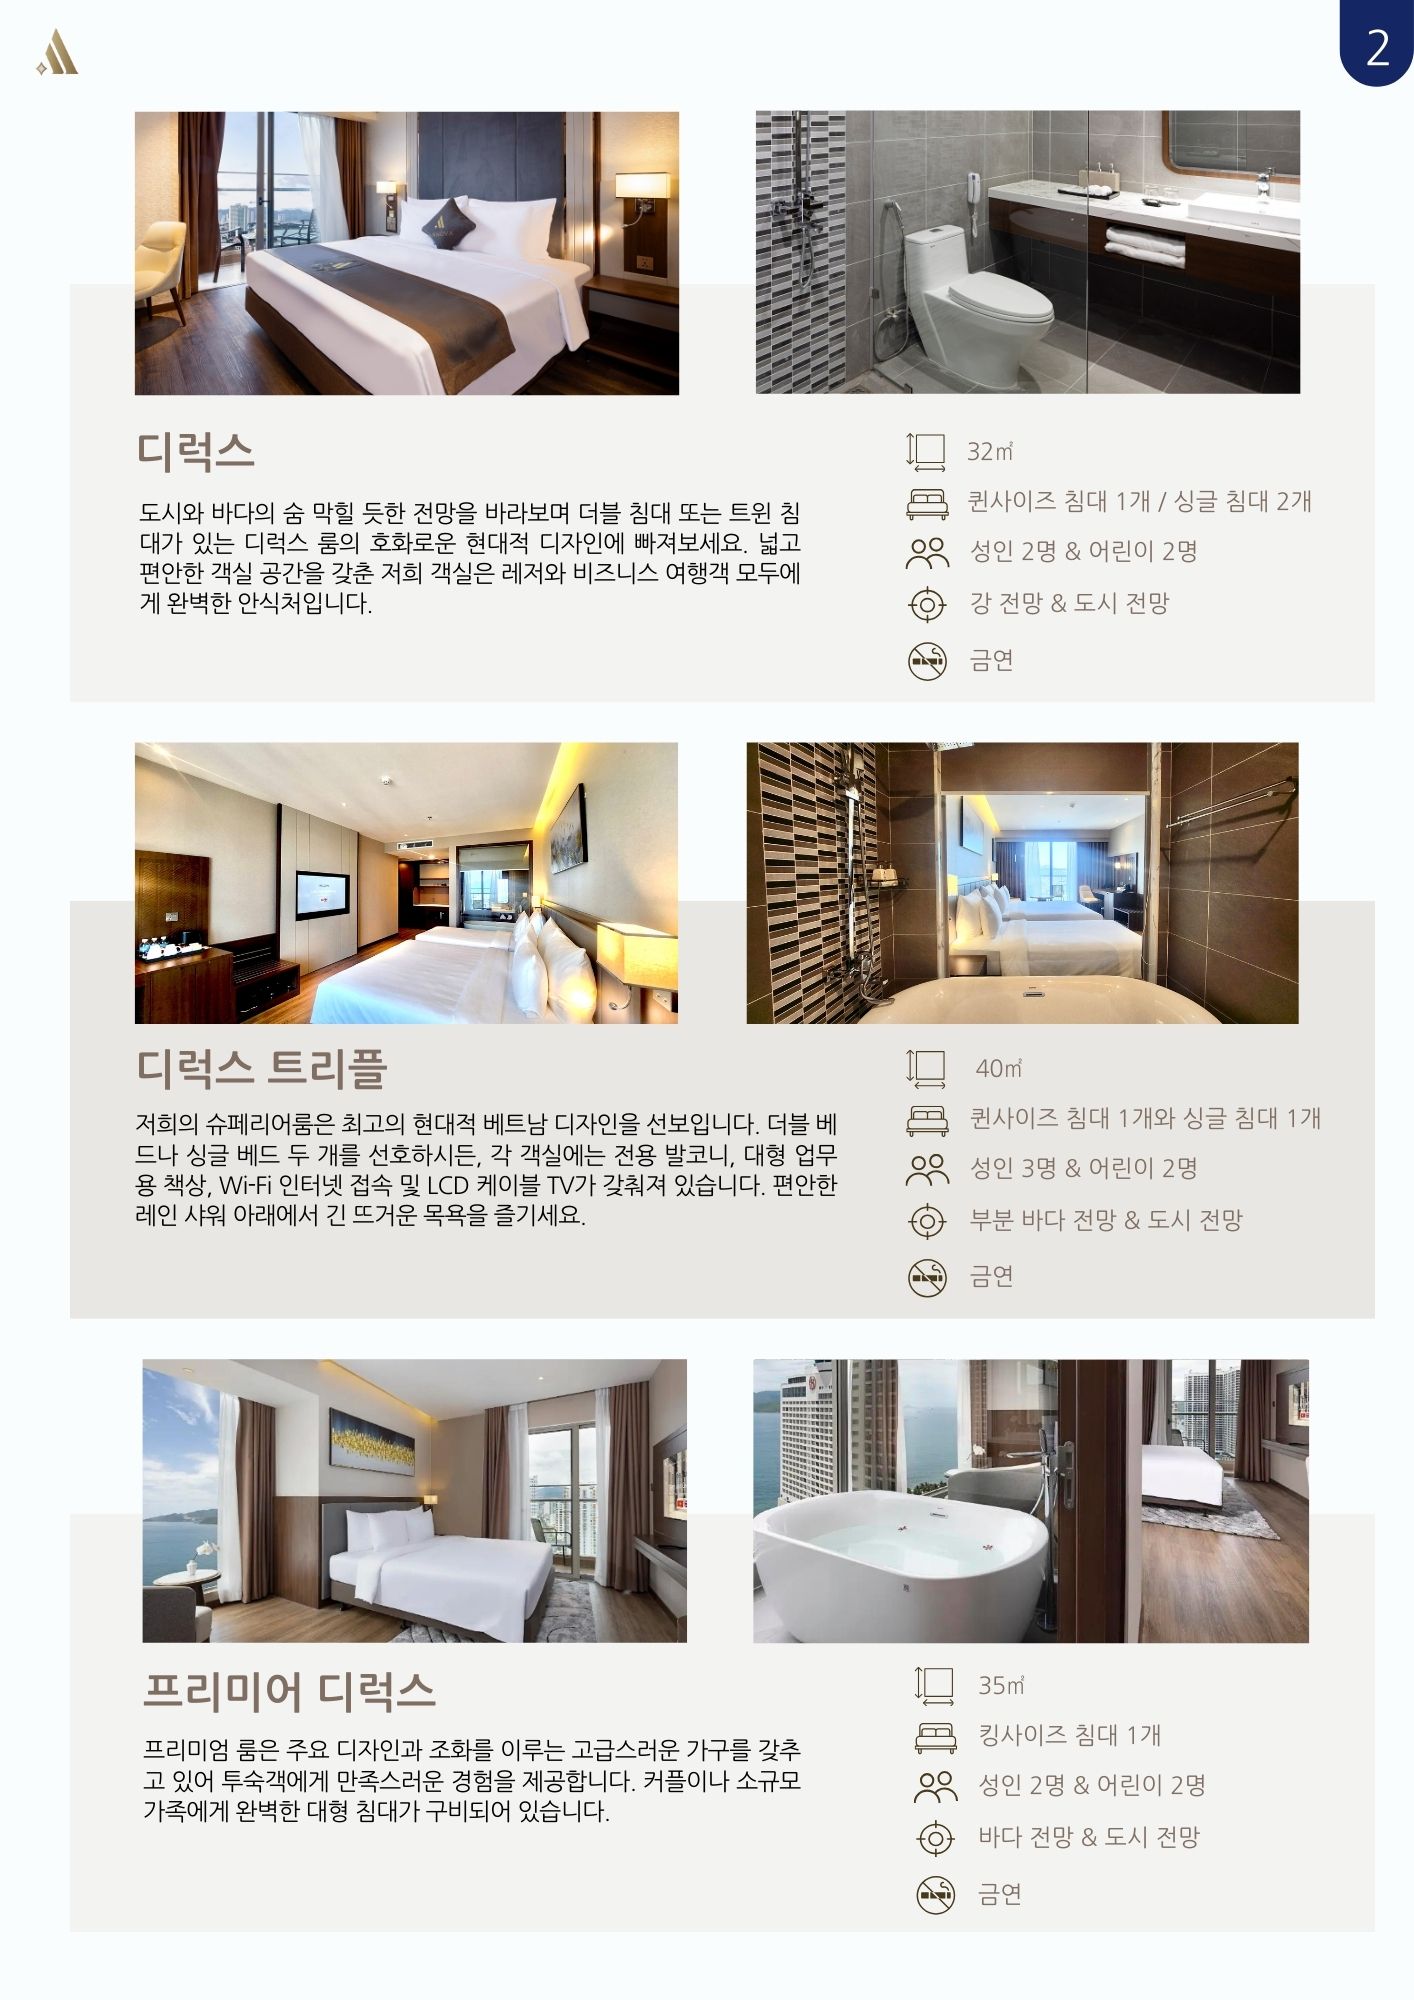 2
디럭스
도시와 바다의 숨 막힐 듯한 전망을 바라보며 더블 침대 또는 트윈 침
대가 있는 디럭스 룸의 호화로운 현대적 디자인에 빠져보세요. 넓고
편안한 객실 공간을 갖춘 저희 객실은 레저와 비즈니스 여행객 모두에
게 완벽한 안식처입니다.
32㎡
퀸사이즈 침대 1개 / 싱글 침대 2개
성인 2명 & 어린이 2명
강 전망 & 도시 전망
금연
디럭스 트리플
저희의 슈페리어룸은 최고의 현대적 베트남 디자인을 선보입니다. 더블 베
드나 싱글 베드 두 개를 선호하시든, 각 객실에는 전용 발코니, 대형 업무
용 책상, Wi-Fi 인터넷 접속 및 LCD 케이블 TV가 갖춰져 있습니다. 편안한
레인 샤워 아래에서 긴 뜨거운 목욕을 즐기세요.
40㎡
퀸사이즈 침대 1개와 싱글 침대 1개
성인 3명 & 어린이 2명
부분 바다 전망 & 도시 전망
금연
프리미어 디럭스
프리미엄 룸은 주요 디자인과 조화를 이루는 고급스러운 가구를 갖추
고 있어 투숙객에게 만족스러운 경험을 제공합니다. 커플이나 소규모
가족에게 완벽한 대형 침대가 구비되어 있습니다.
35㎡
킹사이즈 침대 1개
성인 2명 & 어린이 2명
바다 전망 & 도시 전망
금연